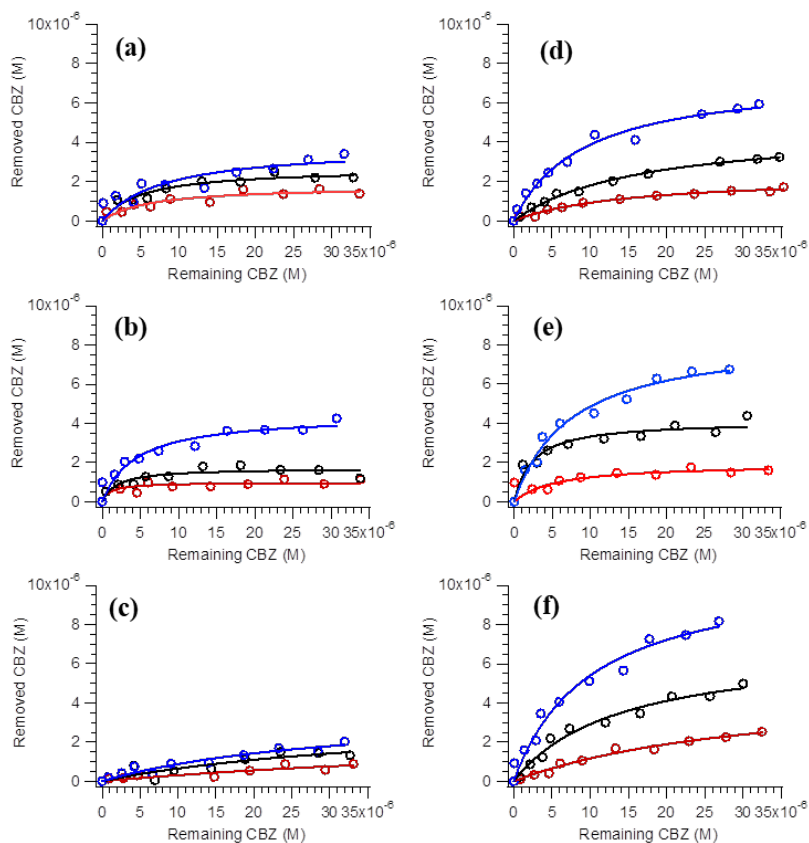 10x10⁻⁶
(a)
8
6
4
2
0
Removed CBZ (M)
0 5 10 15 20 25 30 35x10⁻⁶
Remaining CBZ (M)
10x10⁻⁶
(d)
8
6
4
2
0
Removed CBZ (M)
0 5 10 15 20 25 30 35x10⁻⁶
Remaining CBZ (M)
10x10⁻⁶
(b)
8
6
4
2
0
Removed CBZ (M)
0 5 10 15 20 25 30 35x10⁻⁶
Remaining CBZ (M)
10x10⁻⁶
(e)
8
6
4
2
0
Removed CBZ (M)
0 5 10 15 20 25 30 35x10⁻⁶
Remaining CBZ (M)
10x10⁻⁶
(c)
8
6
4
2
0
Removed CBZ (M)
0 5 10 15 20 25 30 35x10⁻⁶
Remaining CBZ (M)
10x10⁻⁶
(f)
8
6
4
2
0
Removed CBZ (M)
0 5 10 15 20 25 30 35x10⁻⁶
Remaining CBZ (M)